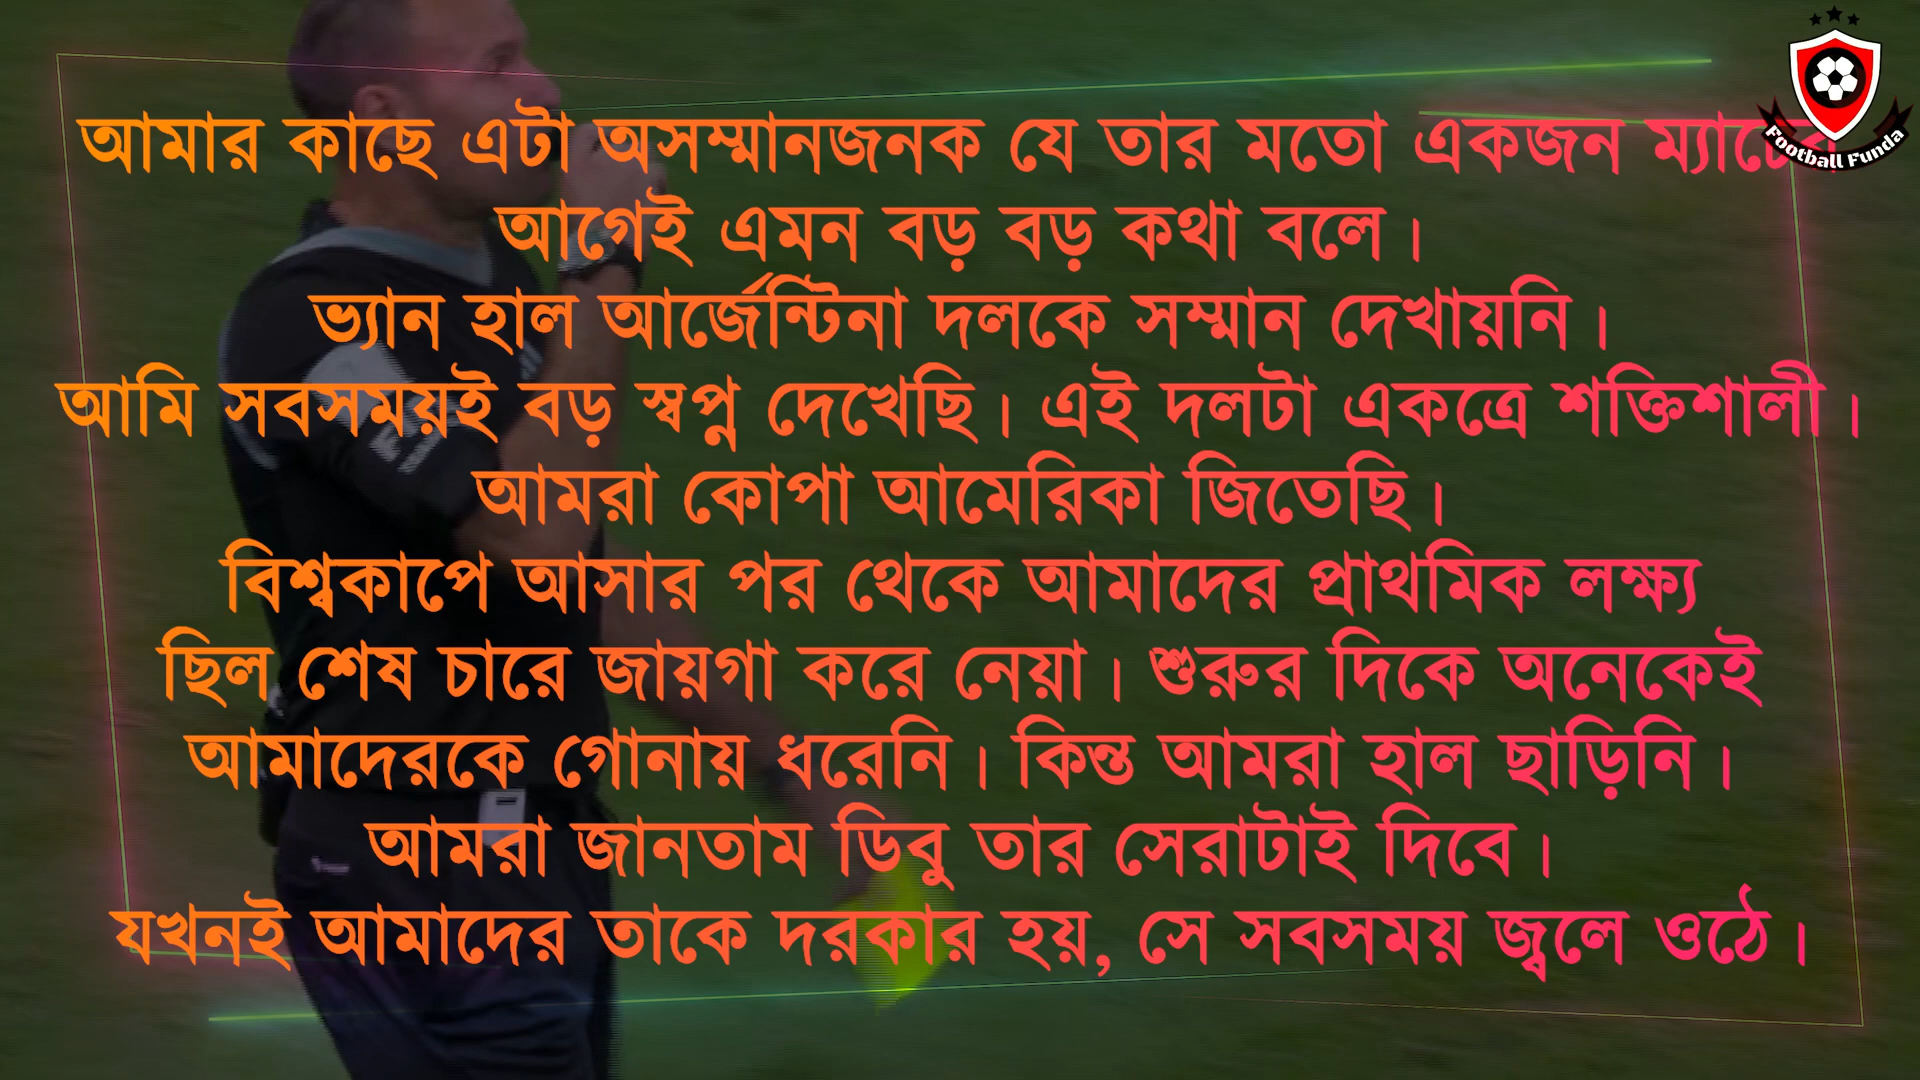 আমার কাছে এটা অসম্মানজনক যে তার মতো একজন ম্যাচের
আগেই এমন বড় বড় কথা বলে।
ভ্যান হাল আর্জেন্টিনা দলকে সম্মান দেখায়নি।
আমি সবসময়ই বড় স্বপ্ন দেখেছি। এই দলটা একত্রে শক্তিশালী।
আমরা কোপা আমেরিকা জিতেছি।
বিশ্বকাপে আসার পর থেকে আমাদের প্রাথমিক লক্ষ্য
ছিল শেষ চারে জায়গা করে নেয়া। শুরুর দিকে অনেকেই
আমাদেরকে গোনায় ধরেনি। কিন্তু আমরা হাল ছাড়িনি।
আমরা জানতাম ডিবু তার সেরাটাই দিবে।
যখনই আমাদের তাকে দরকার হয়, সে সবসময় জ্বলে ওঠে।
Football Funda